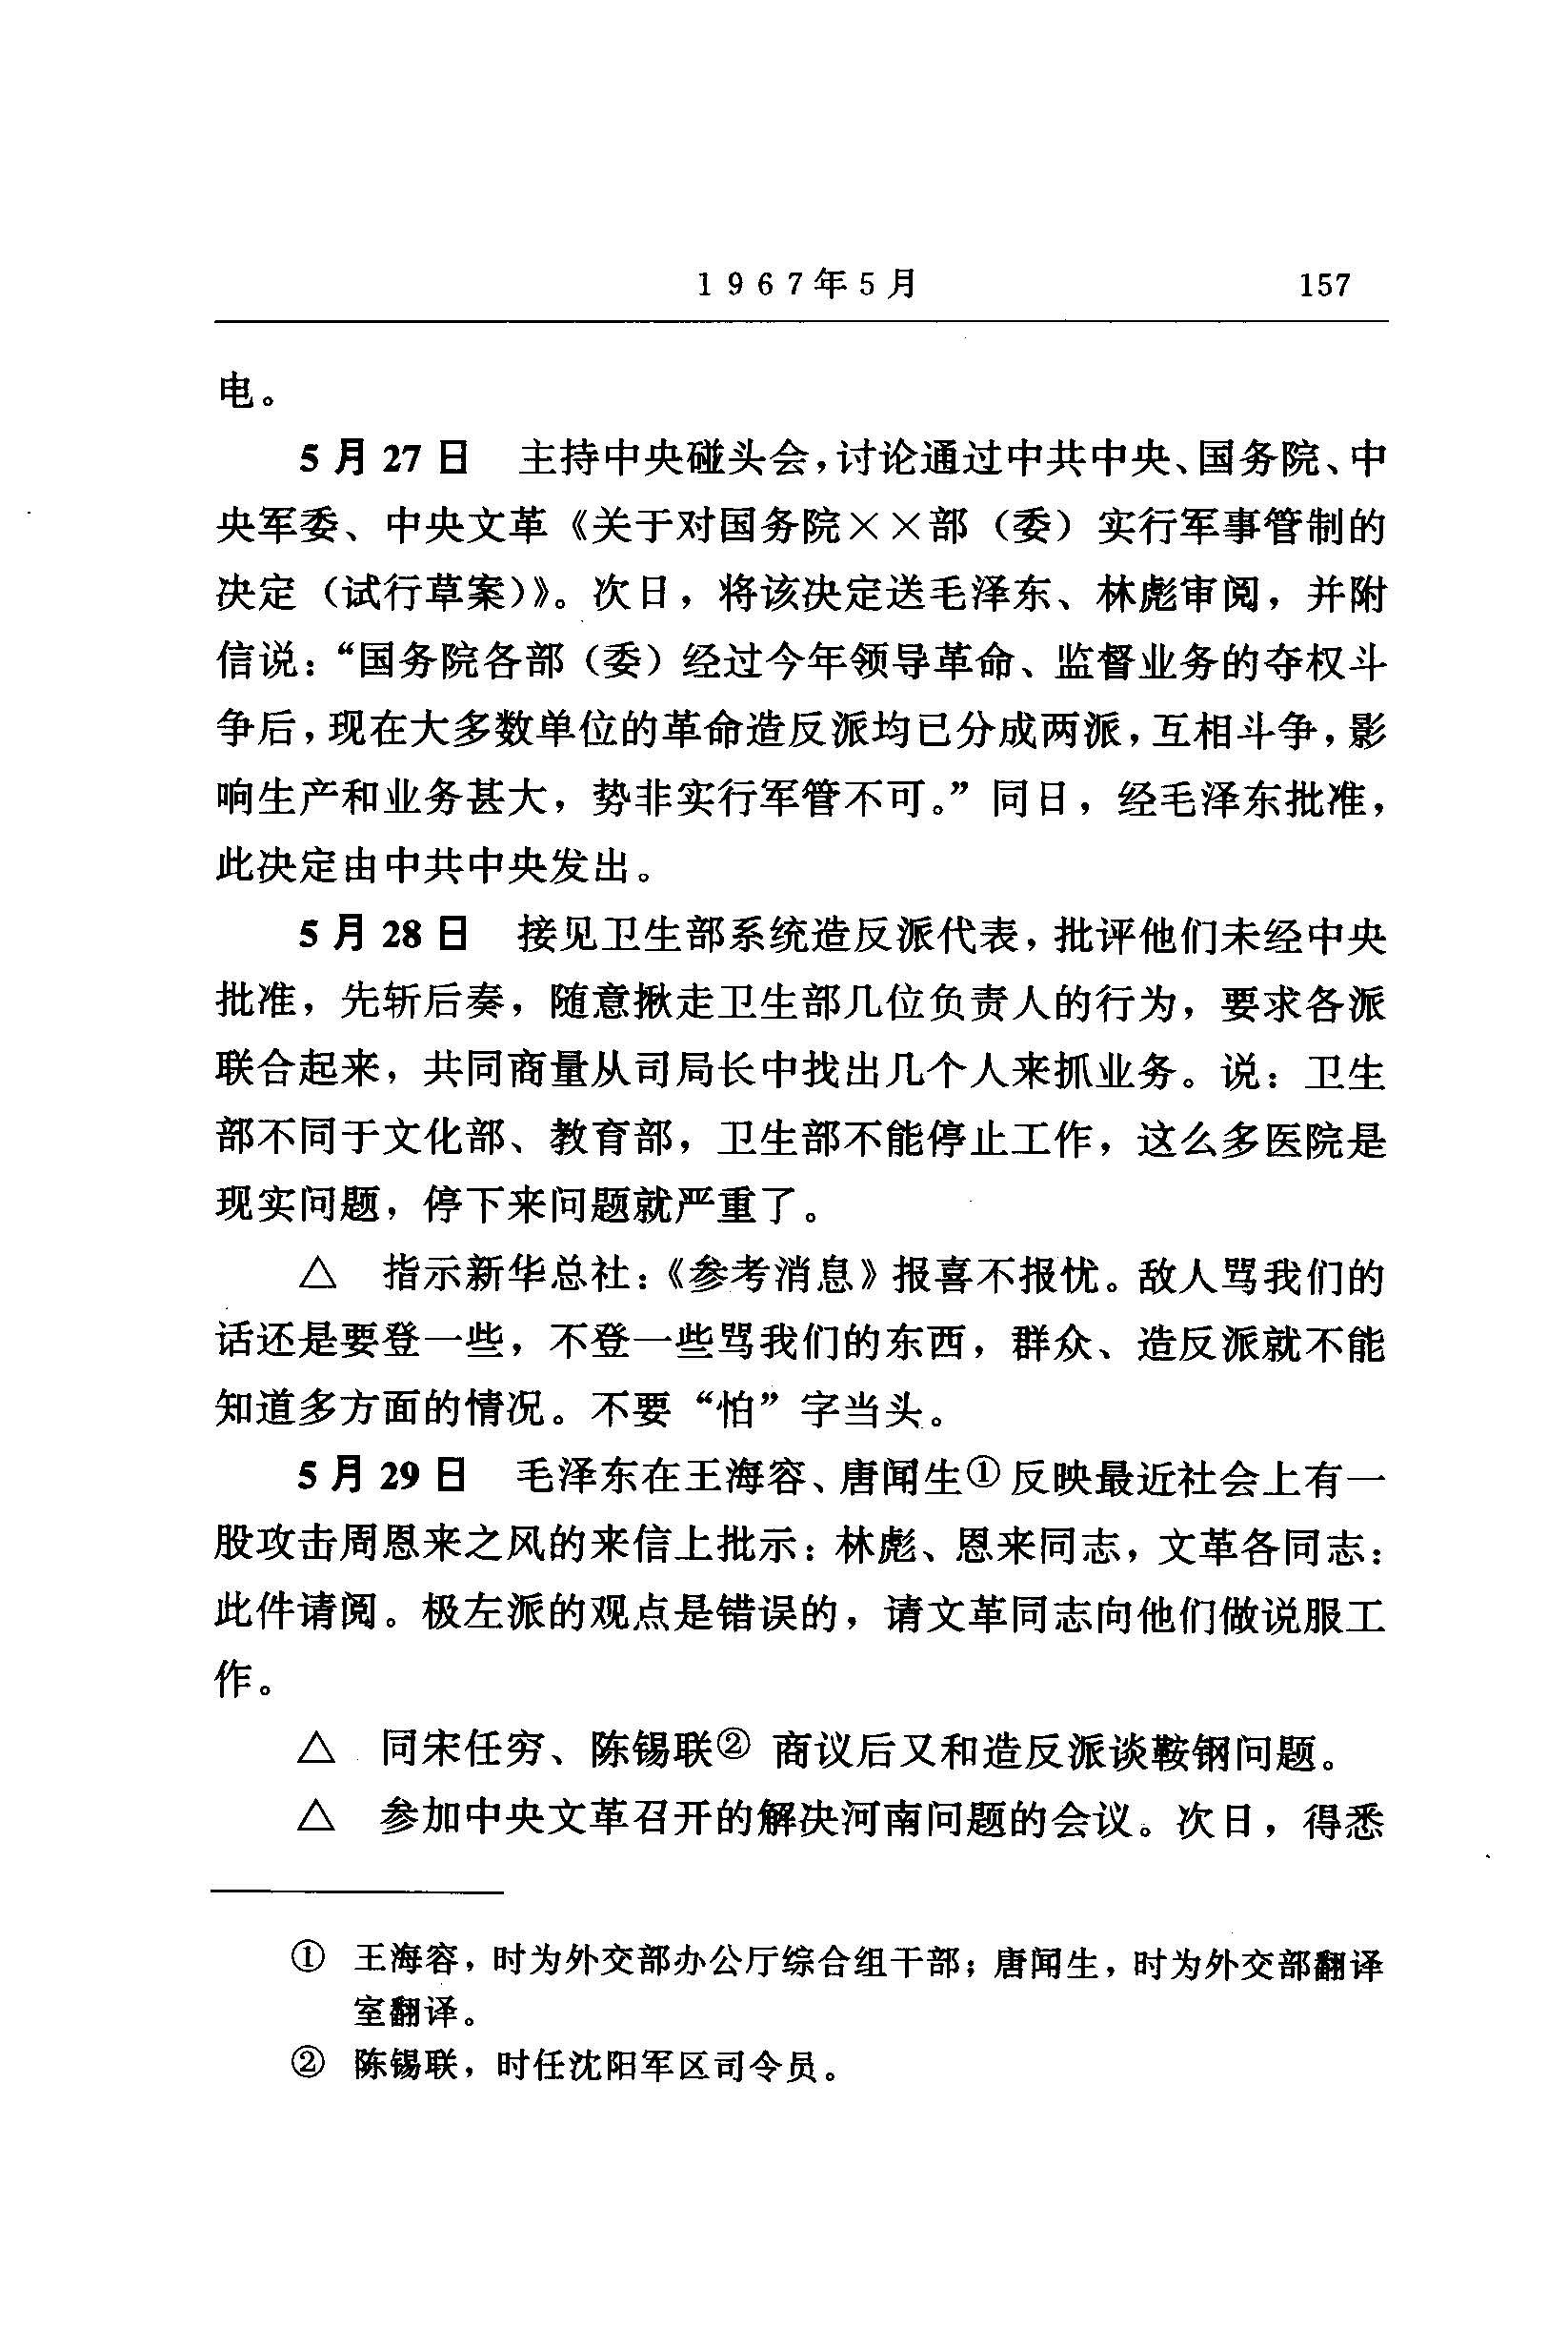 1967年5月 157
电。
5月27日 主持中央碰头会,讨论通过中共中央、国务院、中
央军委、中央文革《关于对国务院××部(委)实行军事管制的
决定(试行草案)》。次日,将该决定送毛泽东、林彪审阅,并附
信说:“国务院各部(委)经过今年领导革命、监督业务的夺权斗
争后,现在大多数单位的革命造反派均已分成两派,互相斗争,影
响生产和业务甚大,势非实行军管不可。”同日,经毛泽东批准,
此决定由中共中央发出。
5月28日 接见卫生部系统造反派代表,批评他们未经中央
批准,先斩后奏,随意揪走卫生部几位负责人的行为,要求各派
联合起来,共同商量从司局长中找出几个人来抓业务。说:卫生
部不同于文化部、教育部,卫生部不能停止工作,这么多医院是
现实问题,停下来问题就严重了。
△ 指示新华总社:《参考消息》报喜不报忧。敌人骂我们的
话还是要登一些,不登一些骂我们的东西,群众、造反派就不能
知道多方面的情况。不要“怕”字当头。
5月29日 毛泽东在王海容、唐闻生①反映最近社会上有一
股攻击周恩来之风的来信上批示:林彪、恩来同志,文革各同志:
此件请阅。极左派的观点是错误的,请文革同志向他们做说服工
作。
△ 同宋任穷、陈锡联②商议后又和造反派谈鞍钢问题。
△ 参加中央文革召开的解决河南问题的会议。次日,得悉
① 王海容,时为外交部办公厅综合组干部;唐闻生,时为外交部翻译
室翻译。
② 陈锡联,时任沈阳军区司令员。